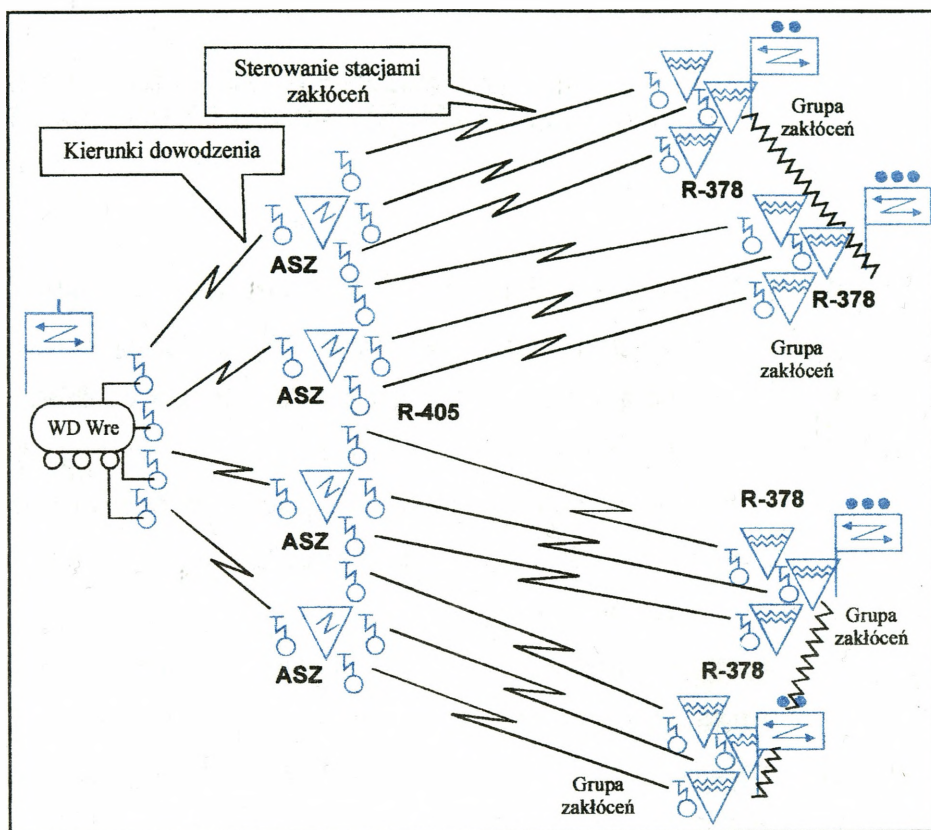 Sterowanie stacjami
zakłóceń
Kierunki dowodzenia
Grupa
zakłóceń
R-378
ASZ
R-378
Grupa
zakłóceń
ASZ
R-405
WD Wre
R-378
ASZ
Grupa
zakłóceń
R-378
ASZ
Grupa
zakłóceń